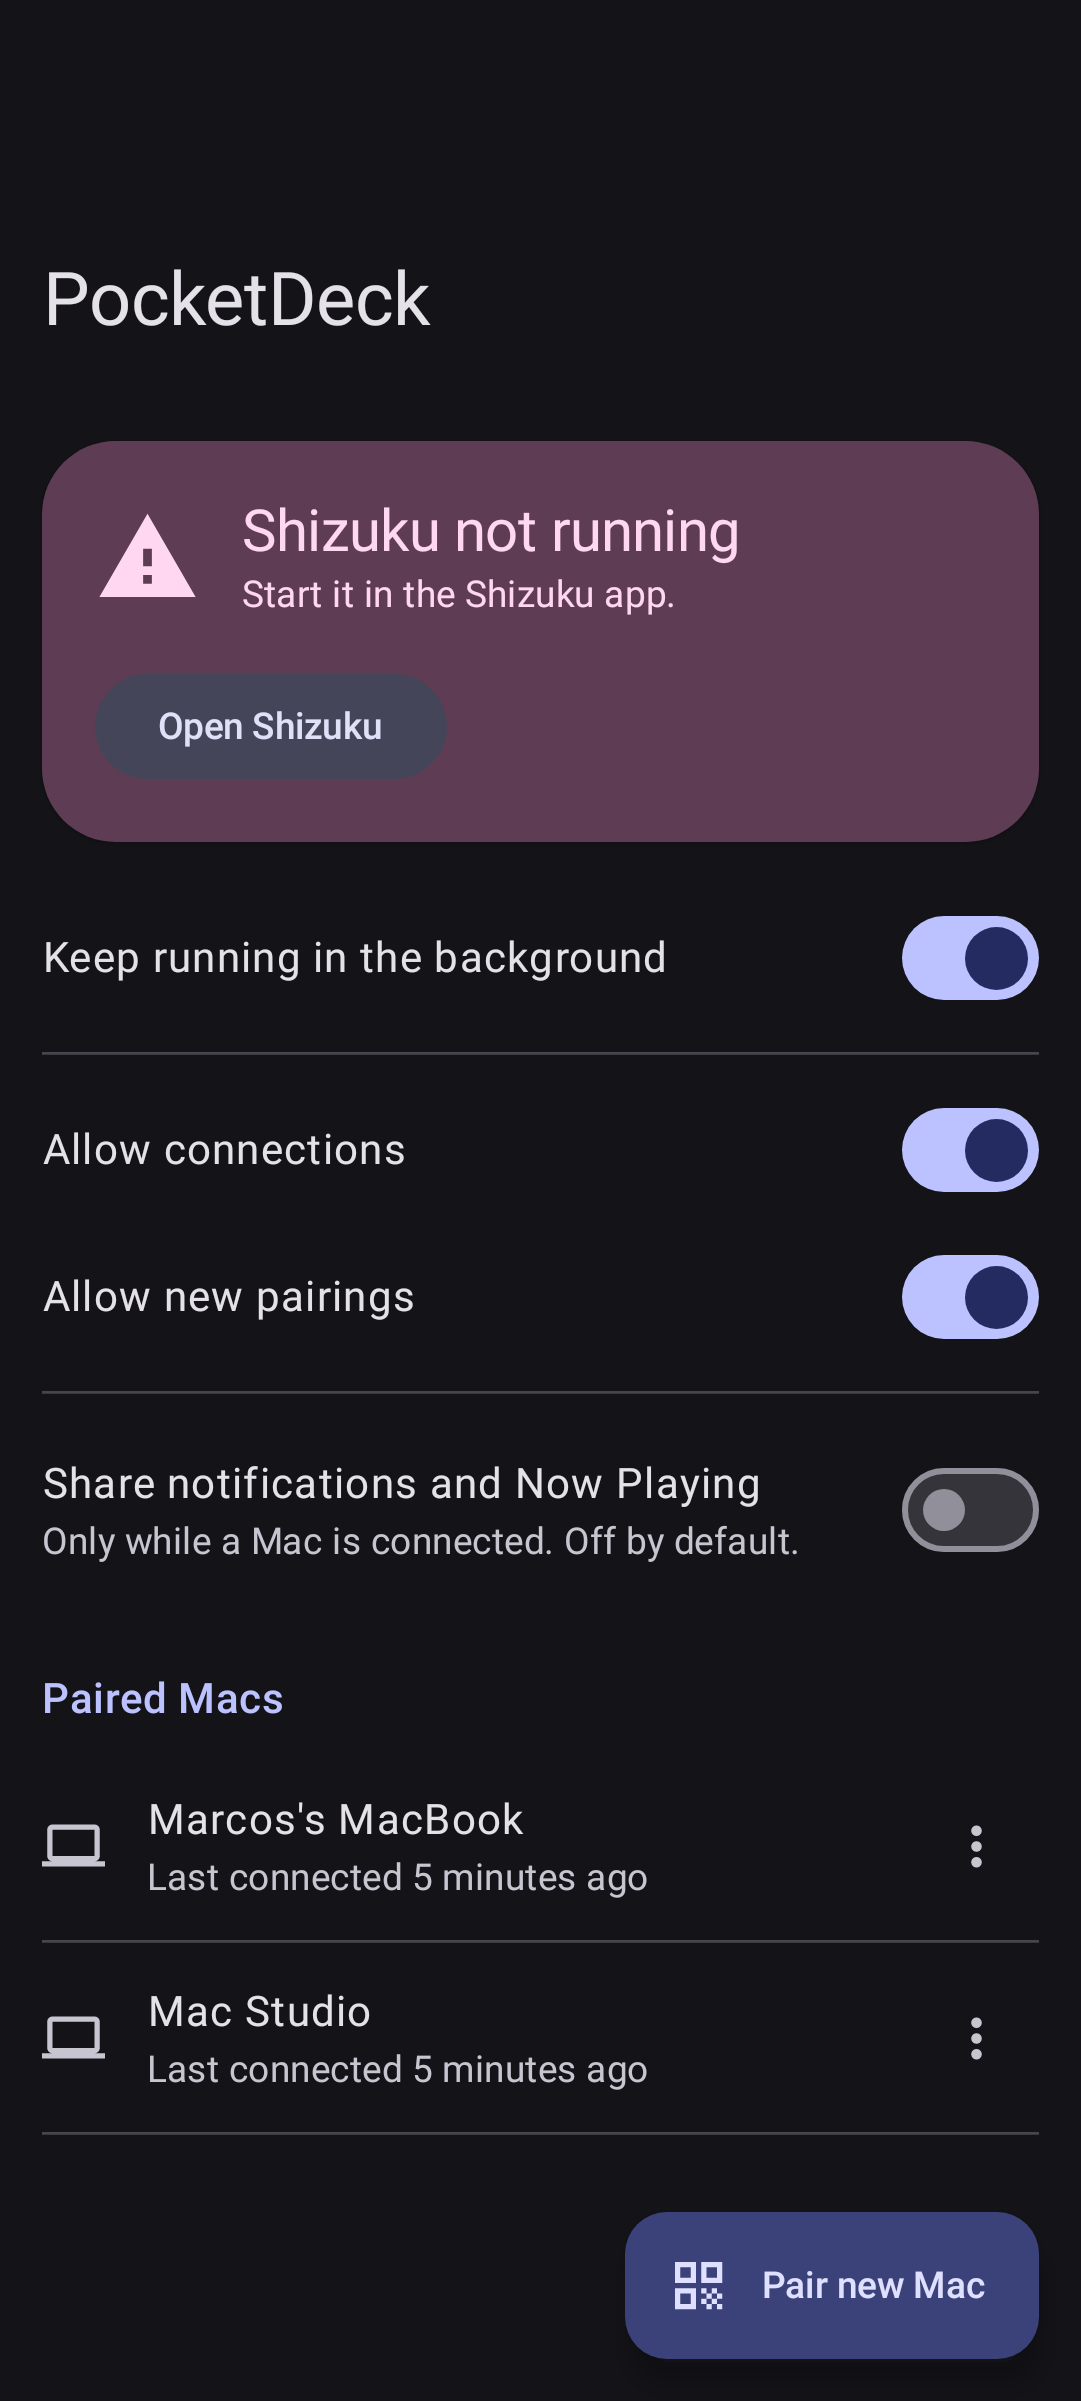 PocketDeck
Shizuku not running
Start it in the Shizuku app.
Open Shizuku
Keep running in the background
Allow connections
Allow new pairings
Share notifications and Now Playing
Only while a Mac is connected. Off by default.
Paired Macs
Marcos's MacBook
Last connected 5 minutes ago
Mac Studio
Last connected 5 minutes ago
Pair new Mac